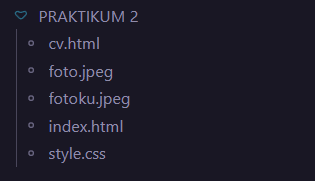 PRAKTIKUM 2
cv.html
foto.jpeg
fotoku.jpeg
index.html
style.css